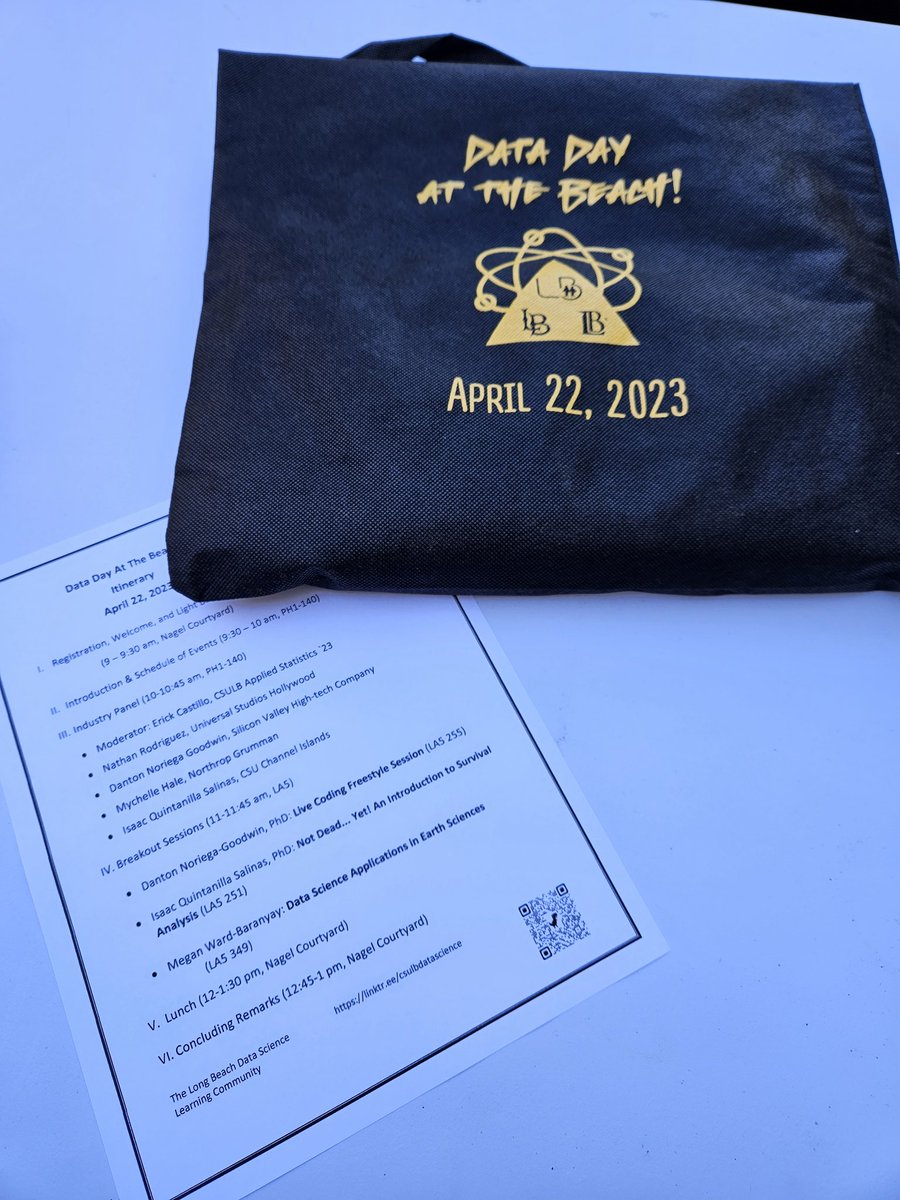 DATA DAY
AT THE BEACH!
LB
LB LB
APRIL 22, 2023
Data Day At The
Itinerary
April 22, 2023
I. Registration, Welcome, and Light
(9 – 9:30 am, Nagel Courtyard)
II. Introduction & Schedule of Events (9:30 – 10 am, PH1-140)
III. Industry Panel (10-10:45 am, PH1-140)
• Moderator: Erick Castillo, CSULB Applied Statistics `23
• Nathan Rodriguez, Universal Studios Hollywood
• Danton Noriega Goodwin, Silicon Valley High-tech Company
• Mychelle Hale, Northrop Grumman
• Isaac Quintanilla Salinas, CSU Channel Islands
IV. Breakout Sessions (11-11:45 am, LA5)
• Danton Noriega-Goodwin, PhD: Live Coding Freestyle Session (LA5 255)
• Isaac Quintanilla Salinas, PhD: Not Dead... Yet! An Introduction to Survival
Analysis (LA5 251)
• Megan Ward-Baranyay: Data Science Applications in Earth Sciences
(LA5 349)
V. Lunch (12-1:30 pm, Nagel Courtyard)
VI. Concluding Remarks (12:45-1 pm, Nagel Courtyard)
https://linktr.ee/csulbdatascience
The Long Beach Data Science
Learning Community